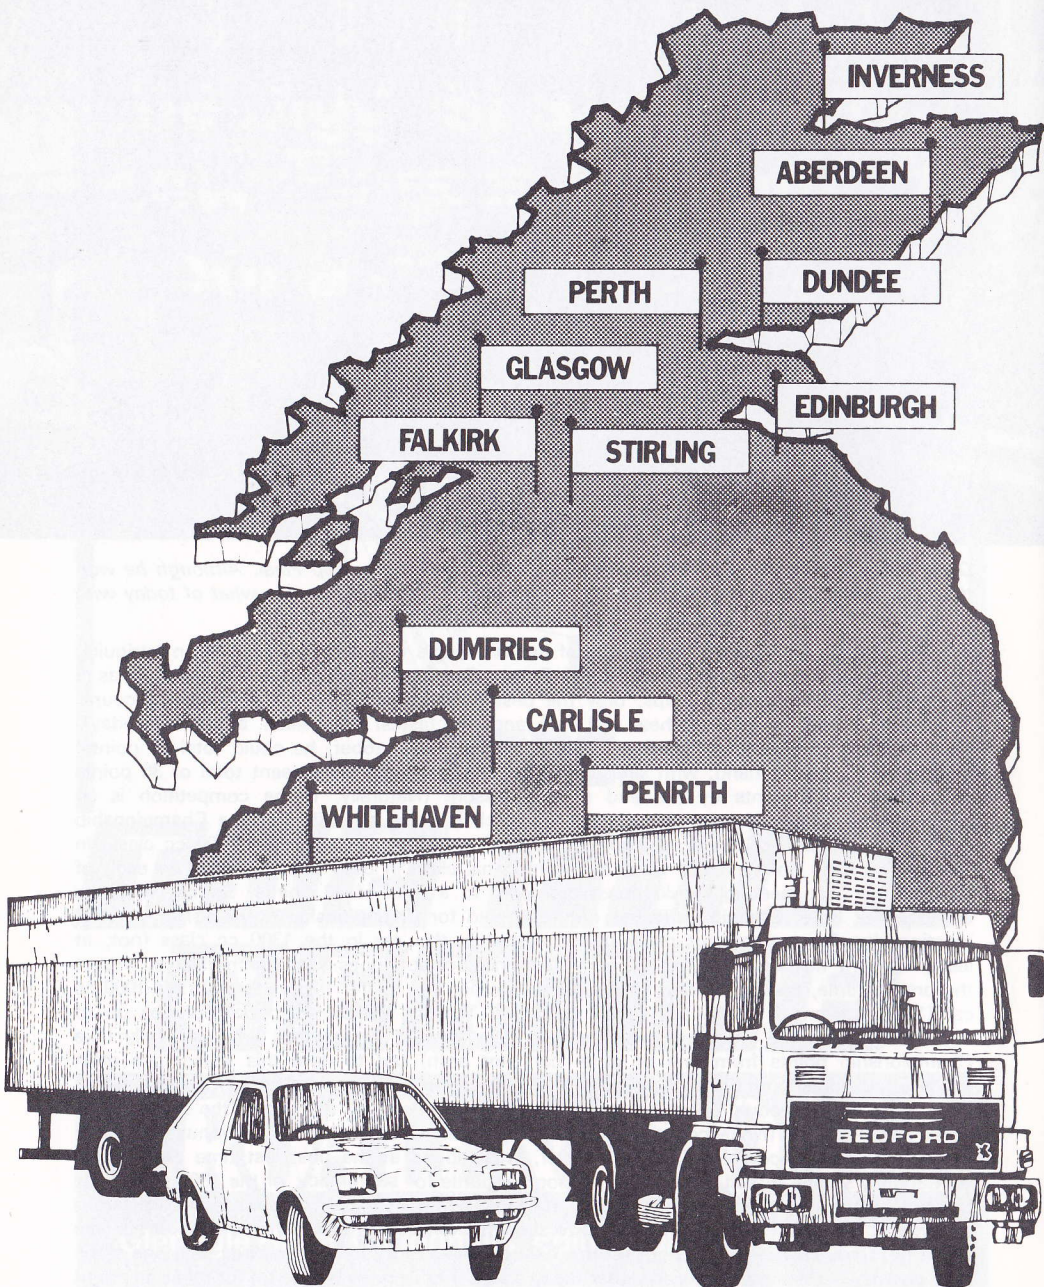 INVERNESS
ABERDEEN
DUNDEE
PERTH
GLASGOW
EDINBURGH
FALKIRK
STIRLING
DUMFRIES
CARLISLE
PENRITH
WHITEHAVEN
BEDFORD